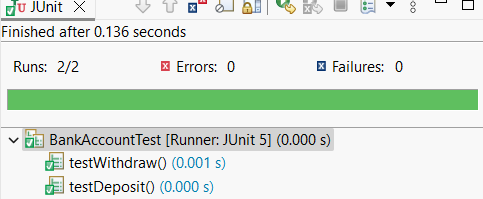 JUnit
Finished after 0.136 seconds
Runs: 2/2 Errors: 0 Failures: 0
BankAccountTest [Runner: JUnit 5] (0.000 s)
testWithdraw() (0.001 s)
testDeposit() (0.000 s)